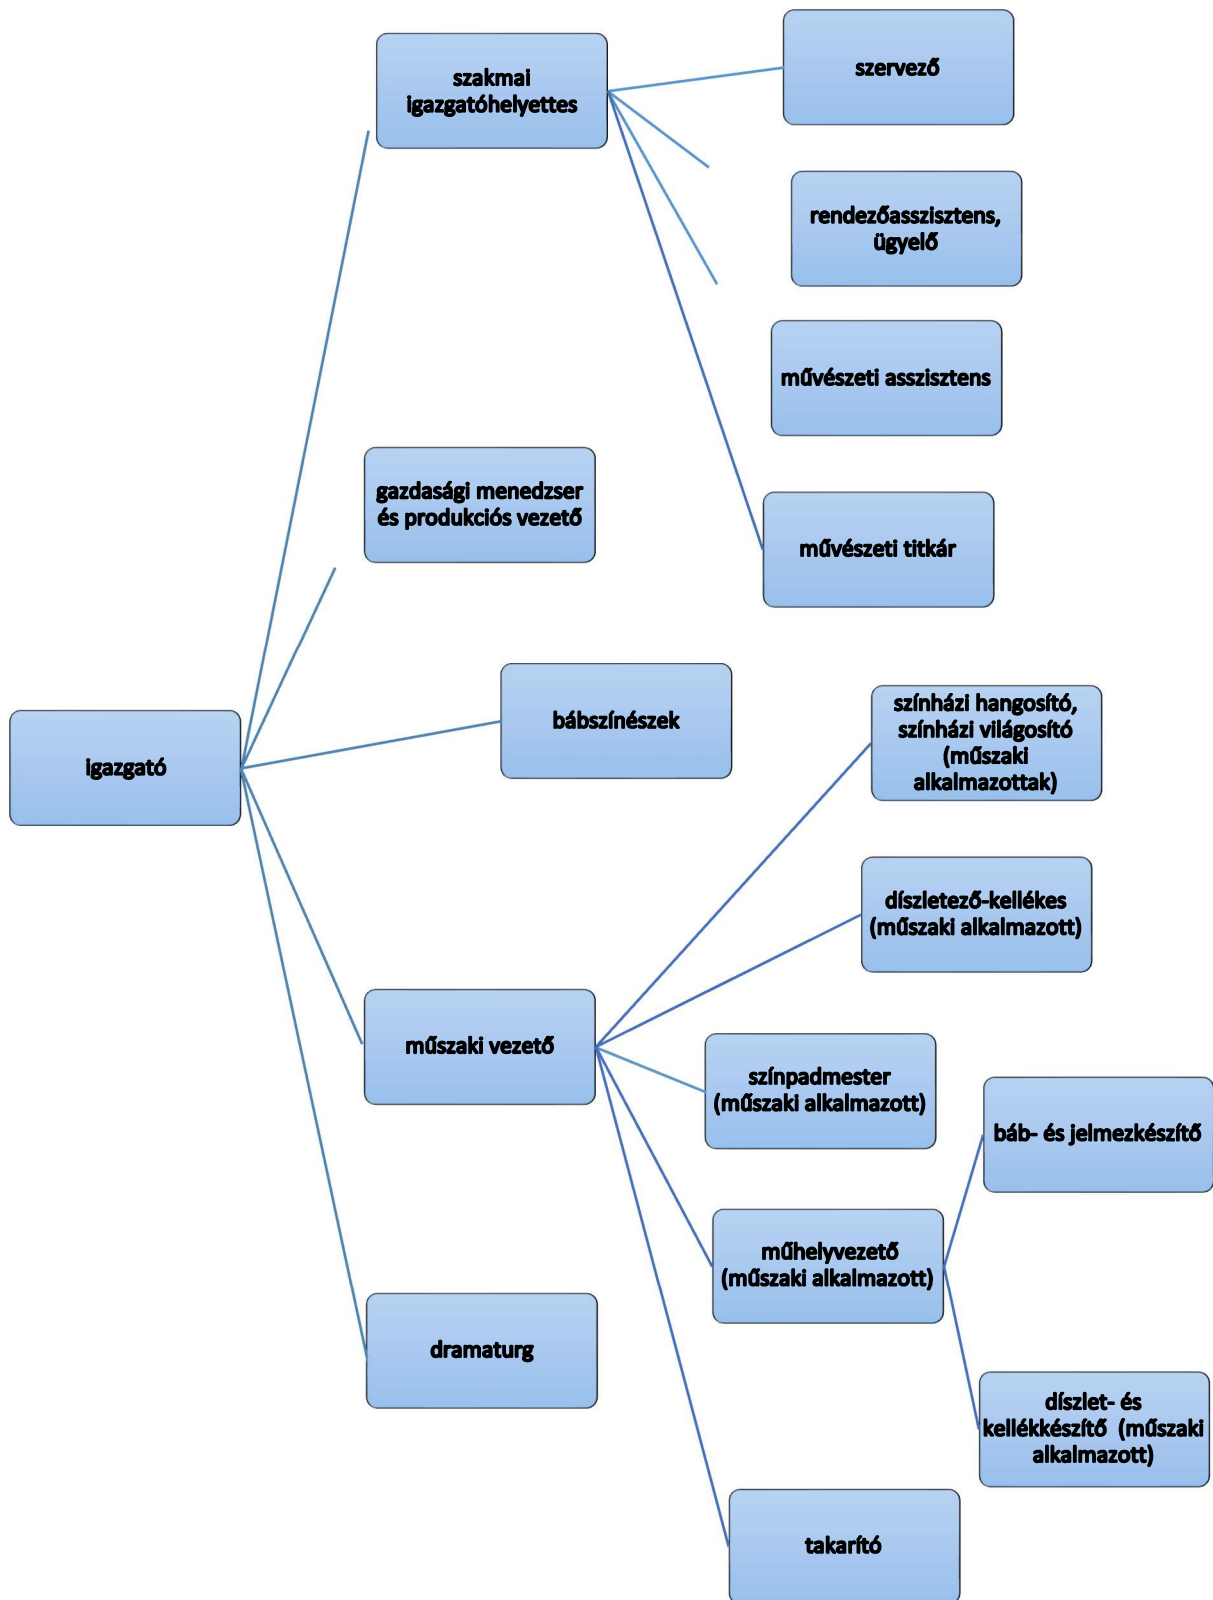 szervező
szakmai
igazgatóhelyettes
rendezőasszisztens,
ügyelő
művészeti asszisztens
gazdasági menedzser
és produkciós vezető
művészeti titkár
színházi hangosító,
színházi világosító
(műszaki
alkalmazottak)
bábszínészek
igazgató
díszletező-kellékes
(műszaki alkalmazott)
műszaki vezető
színpadmester
(műszaki alkalmazott)
báb- és jelmezkészítő
műhelyvezető
(műszaki alkalmazott)
dramaturg
díszlet- és
kellékkészítő (műszaki
alkalmazott)
takarító